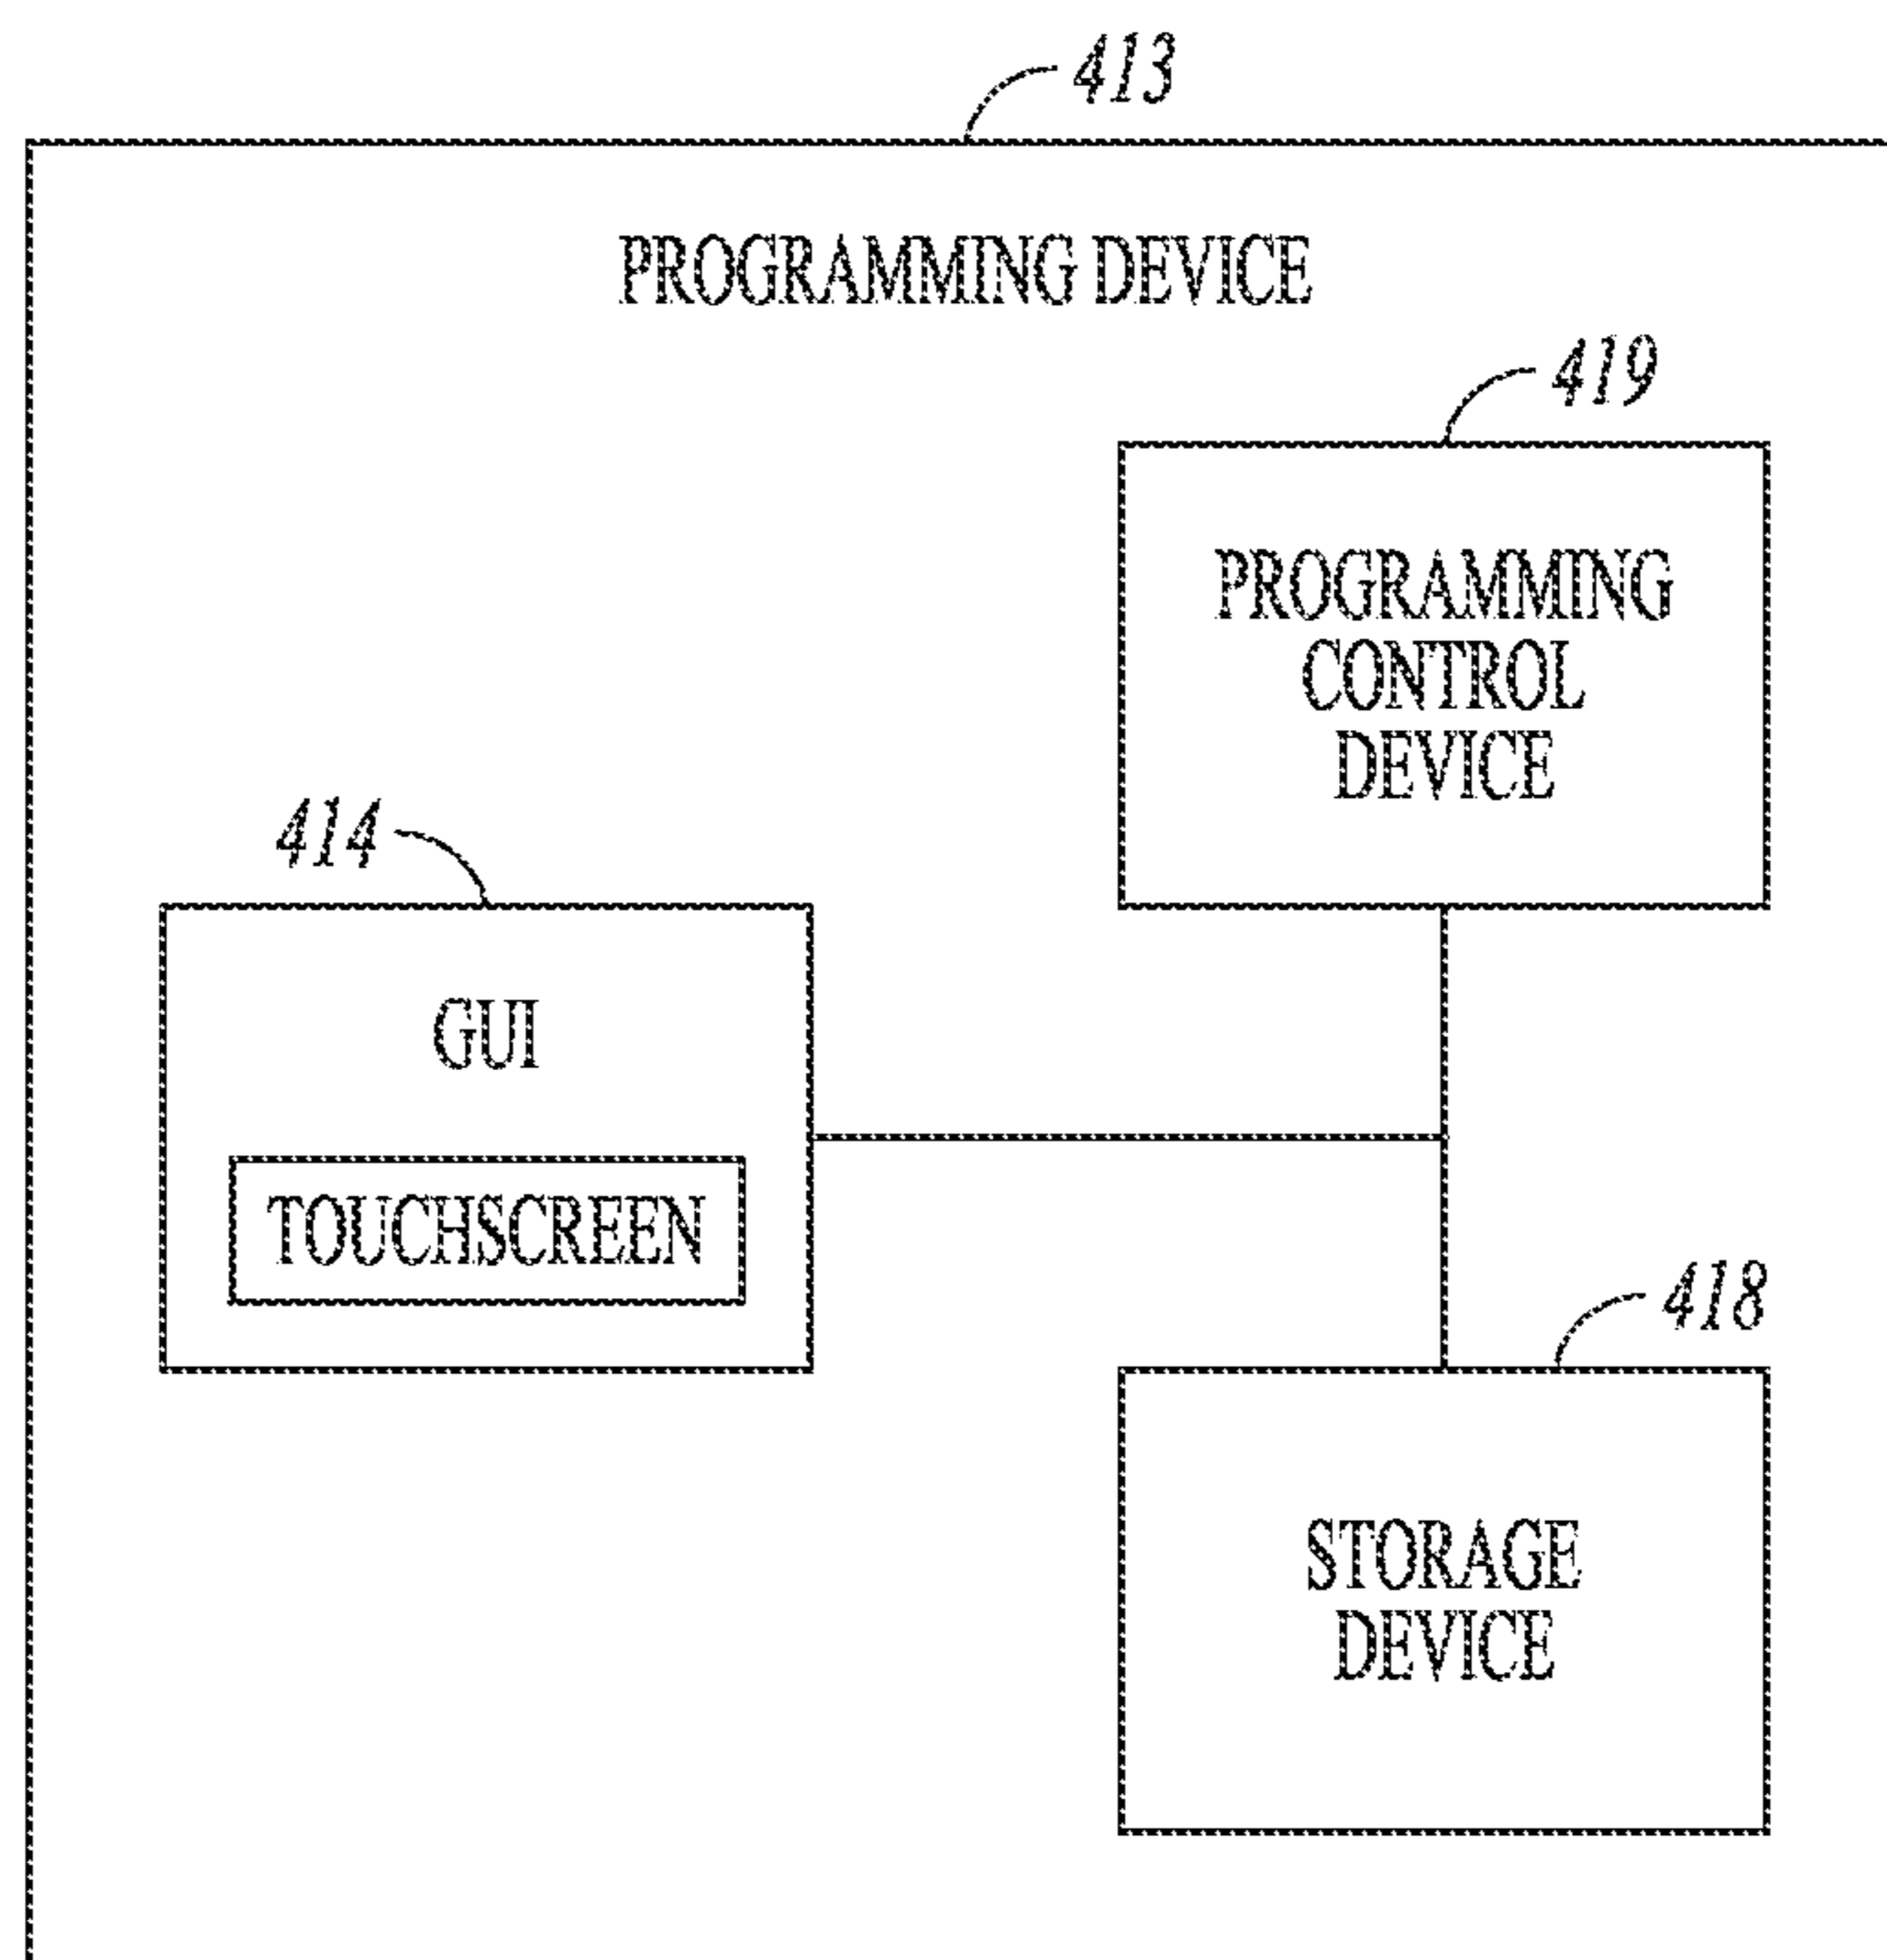 413
PROGRAMMING DEVICE
419
PROGRAMMING
CONTROL
DEVICE
414
GUI
TOUCHSCREEN
418
STORAGE
DEVICE